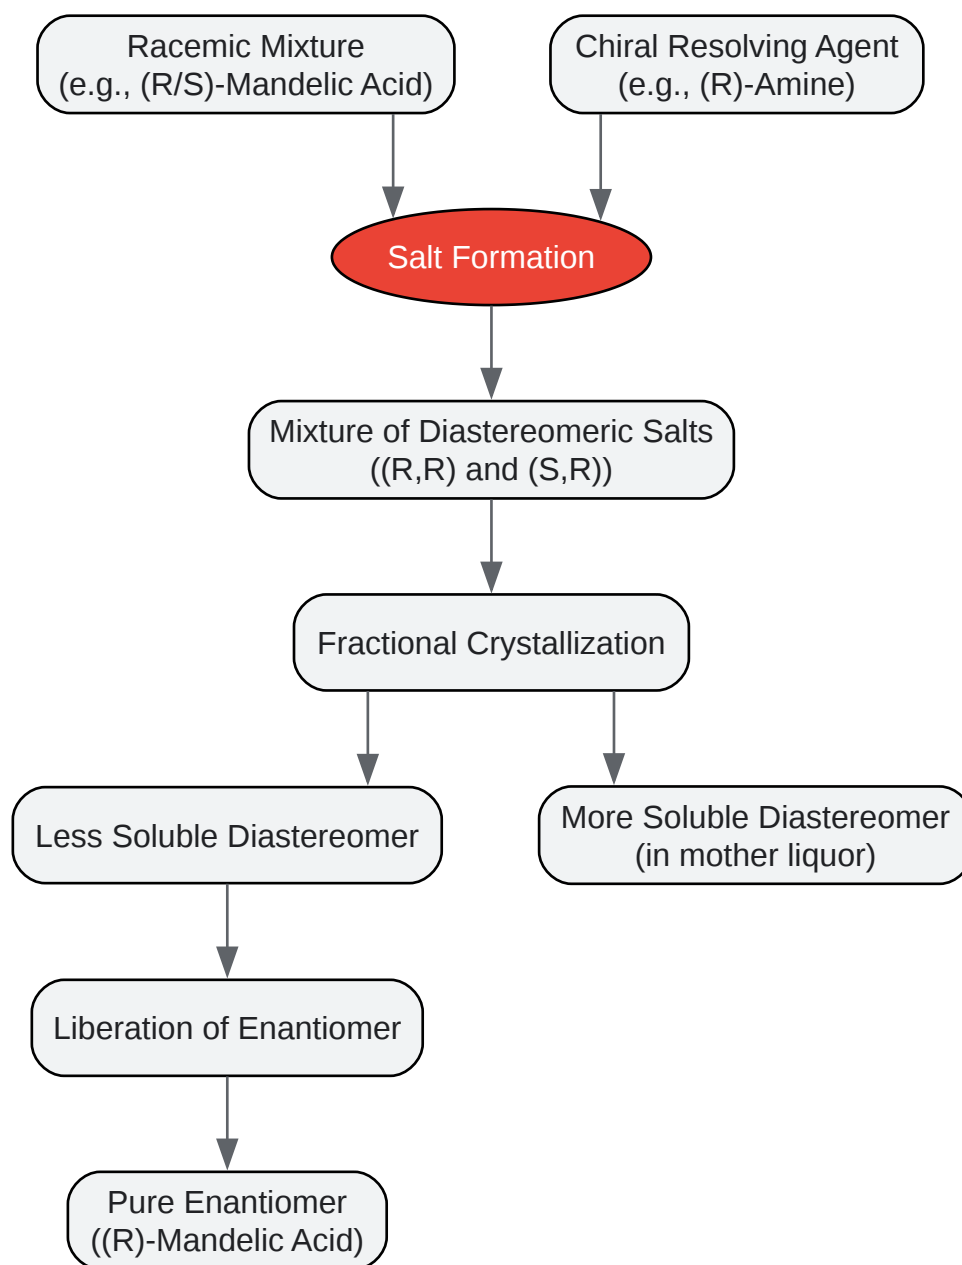 Racemic Mixture
(e.g., (R/S)-Mandelic Acid)
Chiral Resolving Agent
(e.g., (R)-Amine)
Salt Formation
Mixture of Diastereomeric Salts
((R,R) and (S,R))
Fractional Crystallization
Less Soluble Diastereomer
More Soluble Diastereomer
(in mother liquor)
Liberation of Enantiomer
Pure Enantiomer
((R)-Mandelic Acid)